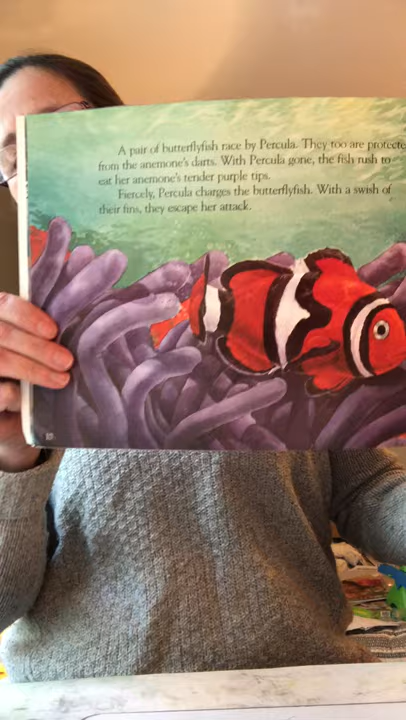 A pair of butterflyfish race by Percula. They too are protecte
from the anemone's darts. With Percula gone, the fish rush to
eat her anemone's tender purple tips.
Fiercely, Percula charges the butterflyfish. With a swish of
their fins, they escape her attack.